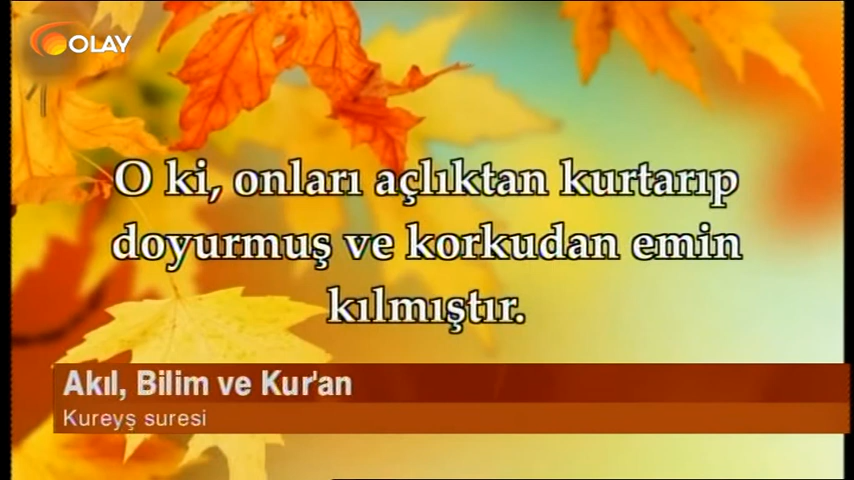 OLAY
O ki, onları açlıktan kurtarıp
doyurmuş ve korkudan emin
kılmıştır.
Akıl, Bilim ve Kur'an
Kureyş suresi